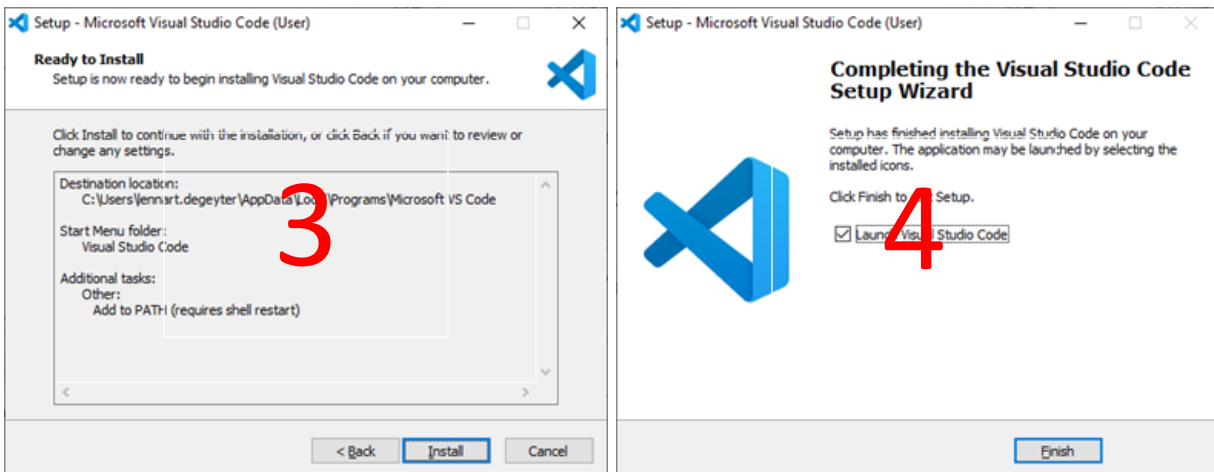 Setup - Microsoft Visual Studio Code (User)
Ready to Install
Setup is now ready to begin installing Visual Studio Code on your computer.
Click Install to continue with the installation, or click Back if you want to review or
change any settings.
Destination location:
C:\Users\lennart.degeyter\AppData\Local\Programs\Microsoft VS Code
Start Menu folder:
Visual Studio Code
Additional tasks:
Other:
Add to PATH (requires shell restart)
3
< Back
Install
Cancel
Setup - Microsoft Visual Studio Code (User)
Completing the Visual Studio Code
Setup Wizard
Setup has finished installing Visual Studio Code on your
computer. The application may be launched by selecting the
installed icons.
Click Finish to exit Setup.
Launch Visual Studio Code
4
Finish